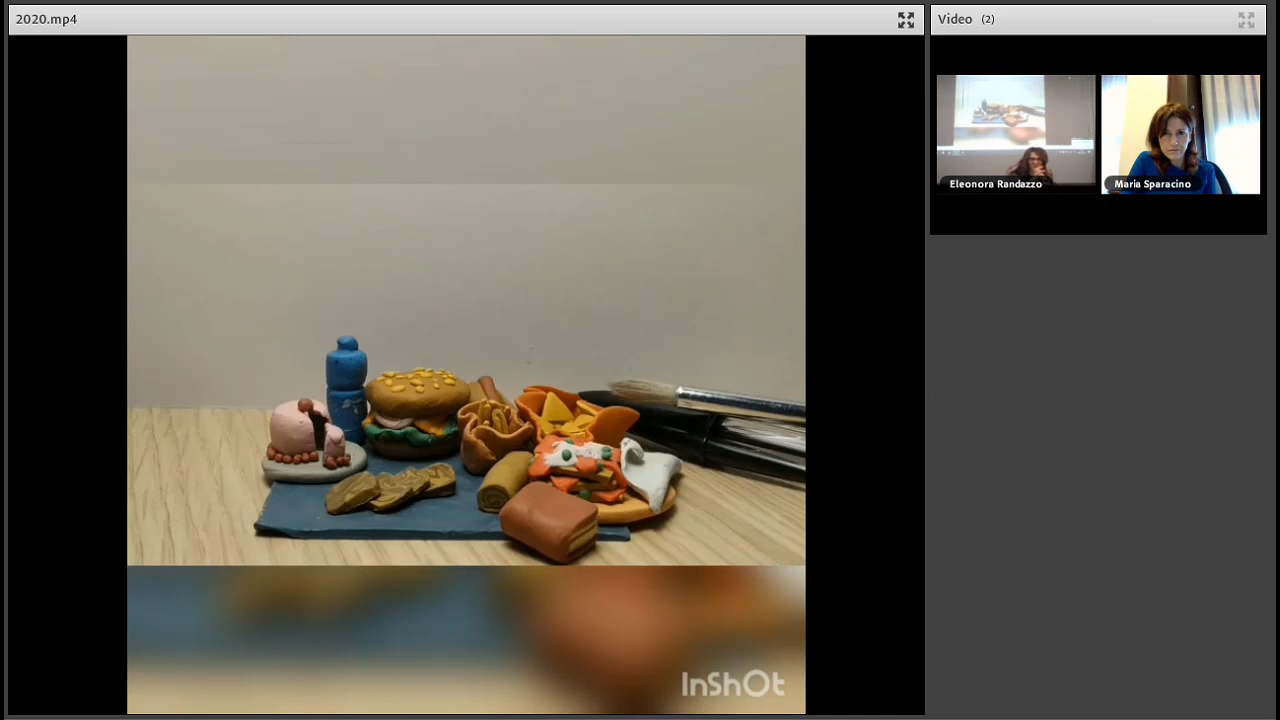 2020.mp4
Video (2)
Eleonora Randazzo
Maria Sparacino
InShOt